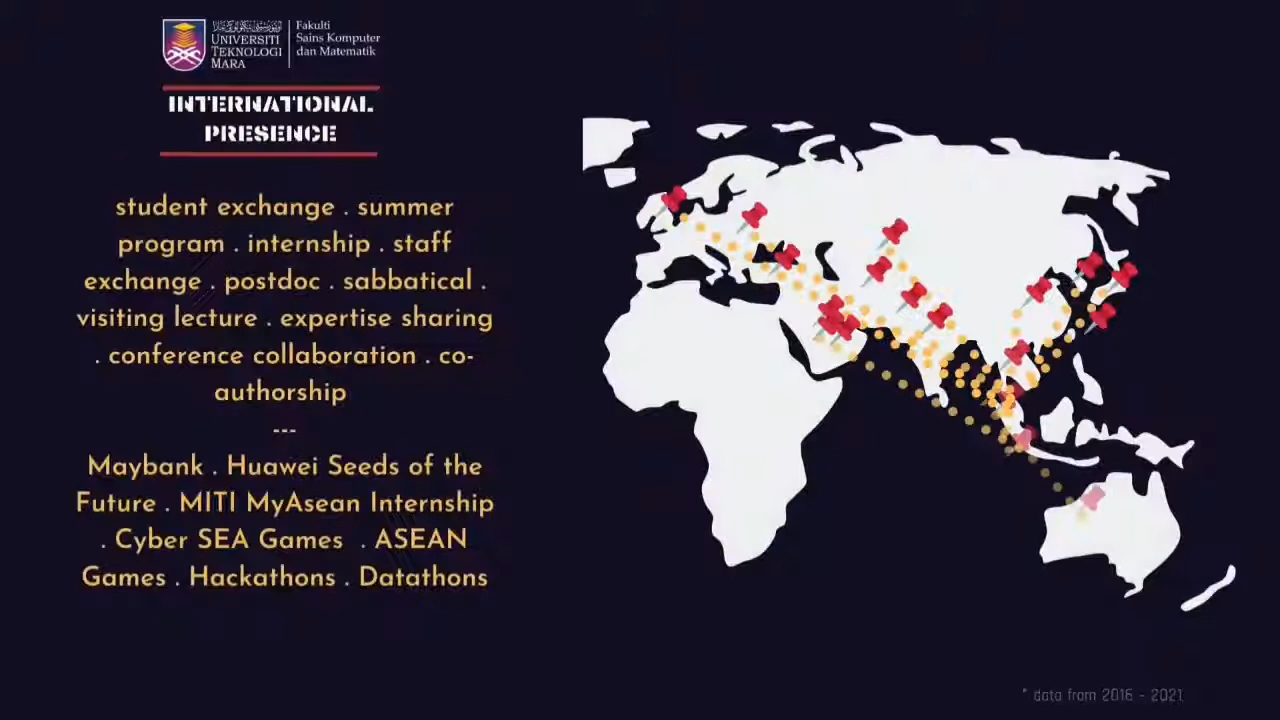 UNIVERSITI
TEKNOLOGI
MARA
Fakulti
Sains Komputer
dan Matematik
INTERNATIONAL
PRESENCE
student exchange . summer
program . internship . staff
exchange . postdoc . sabbatical .
visiting lecture . expertise sharing
. conference collaboration . co-
authorship
---
Maybank . Huawei Seeds of the
Future . MITI MyAsean Internship
. Cyber SEA Games . ASEAN
Games . Hackathons . Datathons
* data from 2016 - 2021